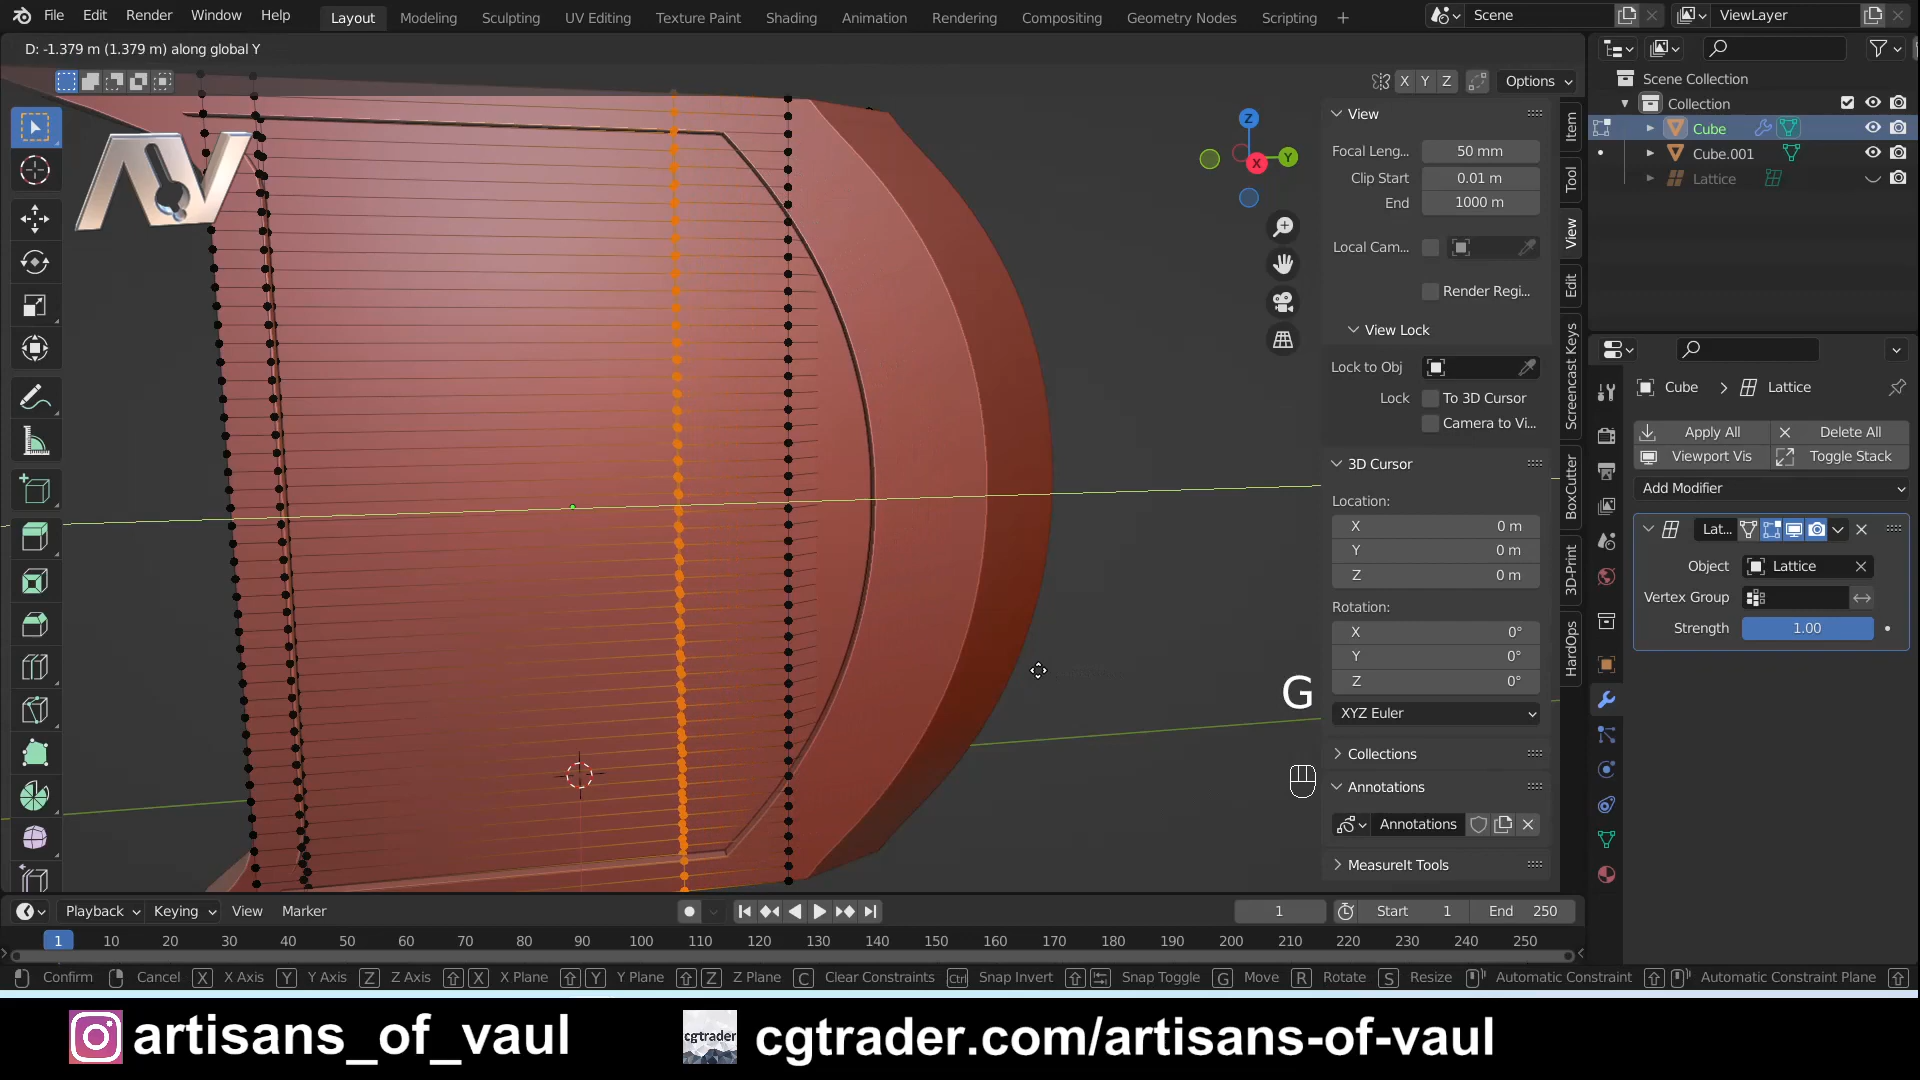 File Edit Render Window Help Layout Modeling Sculpting UV Editing Texture Paint Shading Animation Rendering Compositing Geometry Nodes Scripting + Scene ViewLayer
D: -1.379 m (1.379 m) along global Y
X Y Z Options
Scene Collection
Collection
Cube
Cube.001
Lattice
AV
Z
Y
X
View
Focal Leng... 50 mm
Clip Start 0.01 m
End 1000 m
Local Cam...
Render Regi...
View Lock
Lock to Obj
Lock To 3D Cursor
Camera to Vi...
3D Cursor
Location:
X 0 m
Y 0 m
Z 0 m
Rotation:
X 0°
Y 0°
Z 0°
XYZ Euler
Collections
Annotations
Annotations
MeasureIt Tools
Item
Tool
View
Edit
Screencast Keys
BoxCutter
3D-Print
HardOps
Cube Lattice
Apply All Delete All
Viewport Vis Toggle Stack
Add Modifier
Lat...
Object Lattice
Vertex Group
Strength 1.00
G
Playback Keying View Marker 1 Start 1 End 250
1 10 20 30 40 50 60 70 80 90 100 110 120 130 140 150 160 170 180 190 200 210 220 230 240 250
Confirm Cancel X X Axis Y Y Axis Z Z Axis X X Plane Y Y Plane Z Z Plane C Clear Constraints Ctrl Snap Invert Snap Toggle G Move R Rotate S Resize Automatic Constraint Automatic Constraint Plane
artisans_of_vaul cgtrader cgtrader.com/artisans-of-vaul